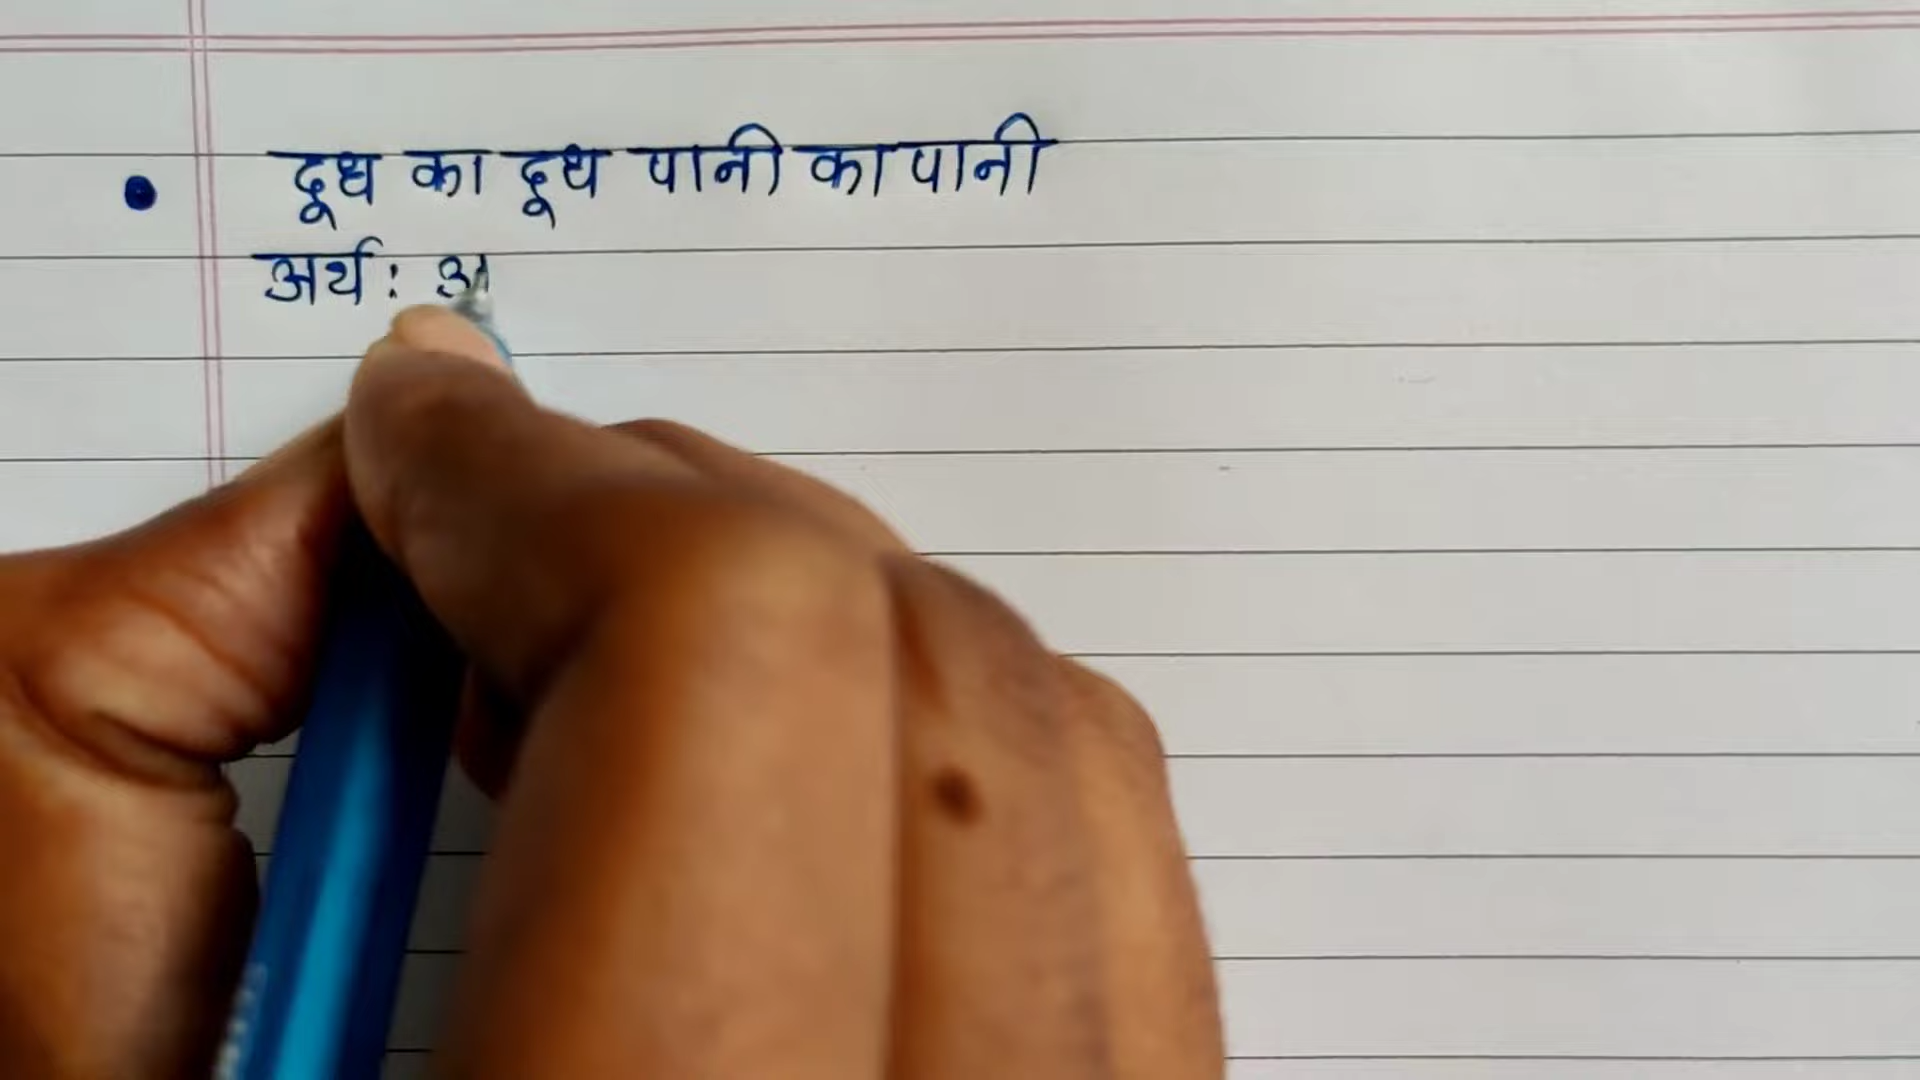 दूध का दूध पानी का पानी
अर्थ: अ